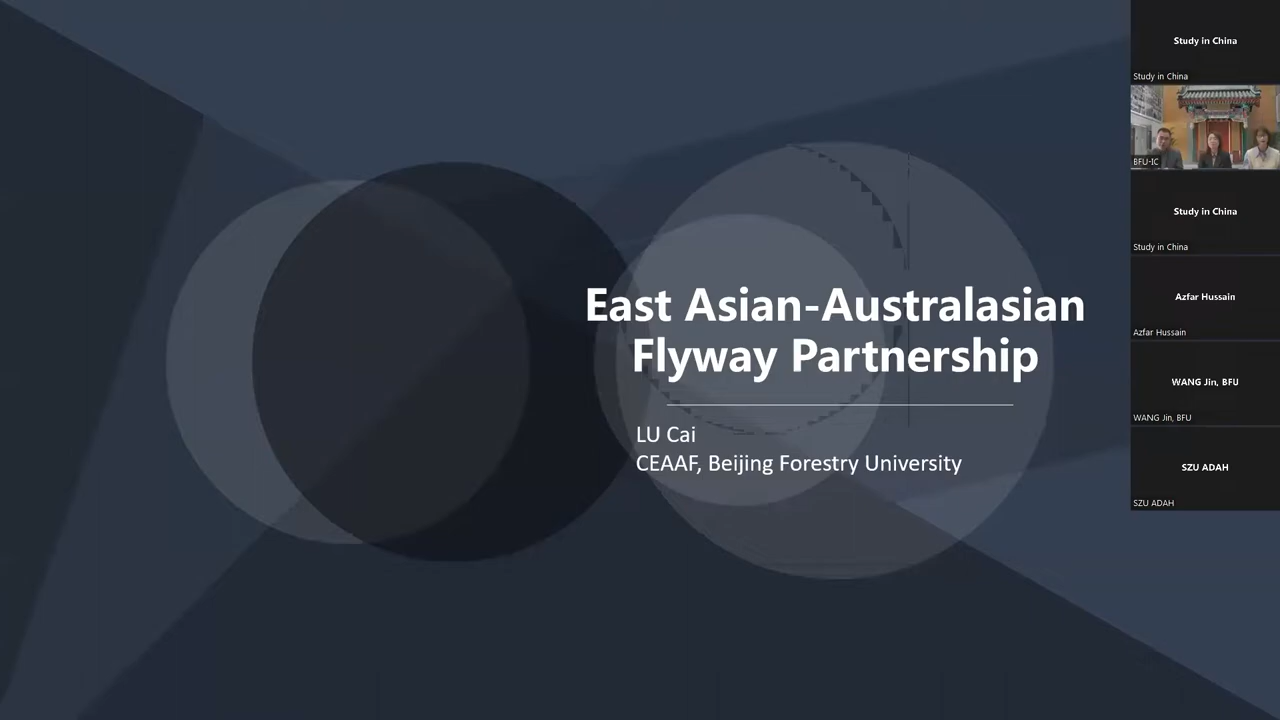 East Asian-Australasian
Flyway Partnership
LU Cai
CEAAF, Beijing Forestry University
Study in China
Study in China
BFU-IC
Study in China
Study in China
Azfar Hussain
Azfar Hussain
WANG Jin, BFU
WANG Jin, BFU
SZU ADAH
SZU ADAH